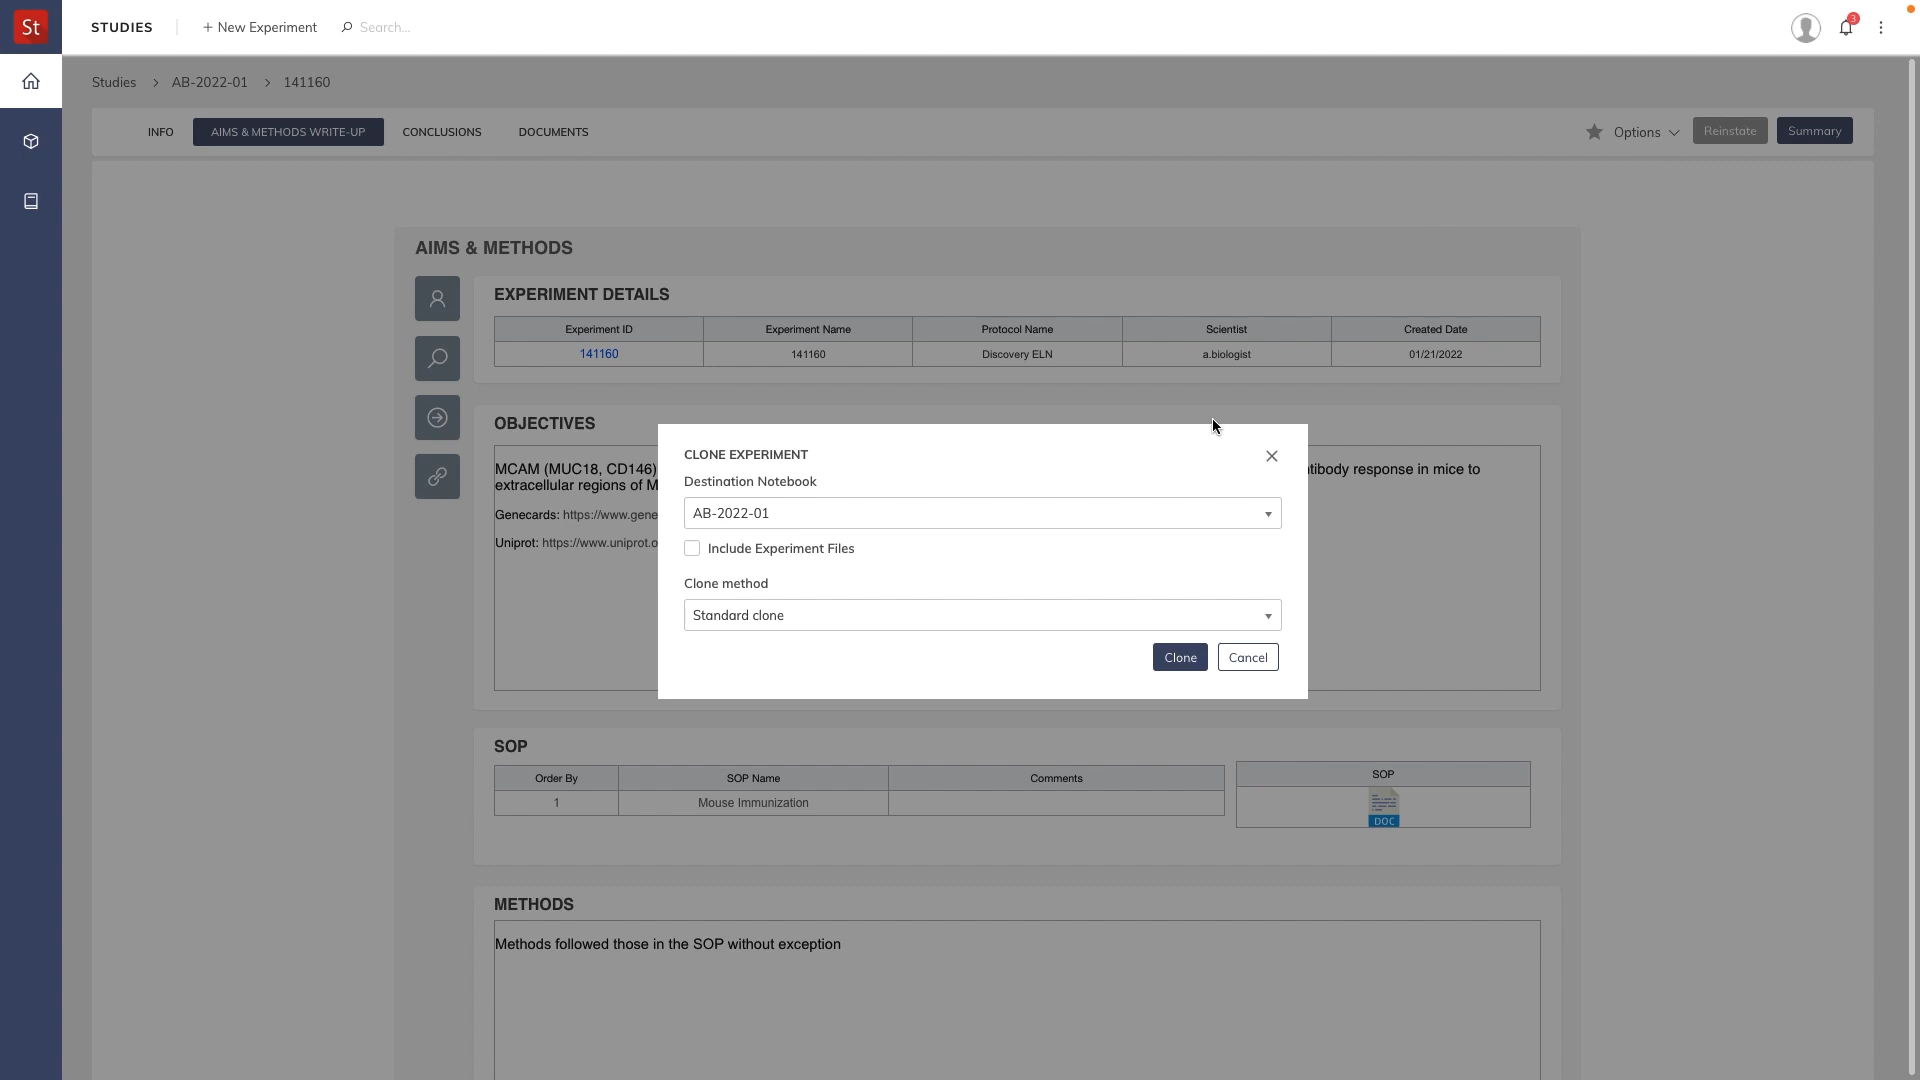 St
STUDIES
+ New Experiment
Search...
3
Studies > AB-2022-01 > 141160
INFO
AIMS & METHODS WRITE-UP
CONCLUSIONS
DOCUMENTS
Options
Reinstate
Summary
AIMS & METHODS
EXPERIMENT DETAILS
Experiment ID Experiment Name Protocol Name Scientist Created Date
141160 141160 Discovery ELN a.biologist 01/21/2022
OBJECTIVES
MCAM (MUC18, CD146) response in mice to
extracellular regions of
Genecards: https://www.gene
Uniprot: https://www.uniprot.o
CLONE EXPERIMENT
Destination Notebook
AB-2022-01
Include Experiment Files
Clone method
Standard clone
Clone
Cancel
SOP
Order By SOP Name Comments
1 Mouse Immunization
SOP
DOC
METHODS
Methods followed those in the SOP without exception